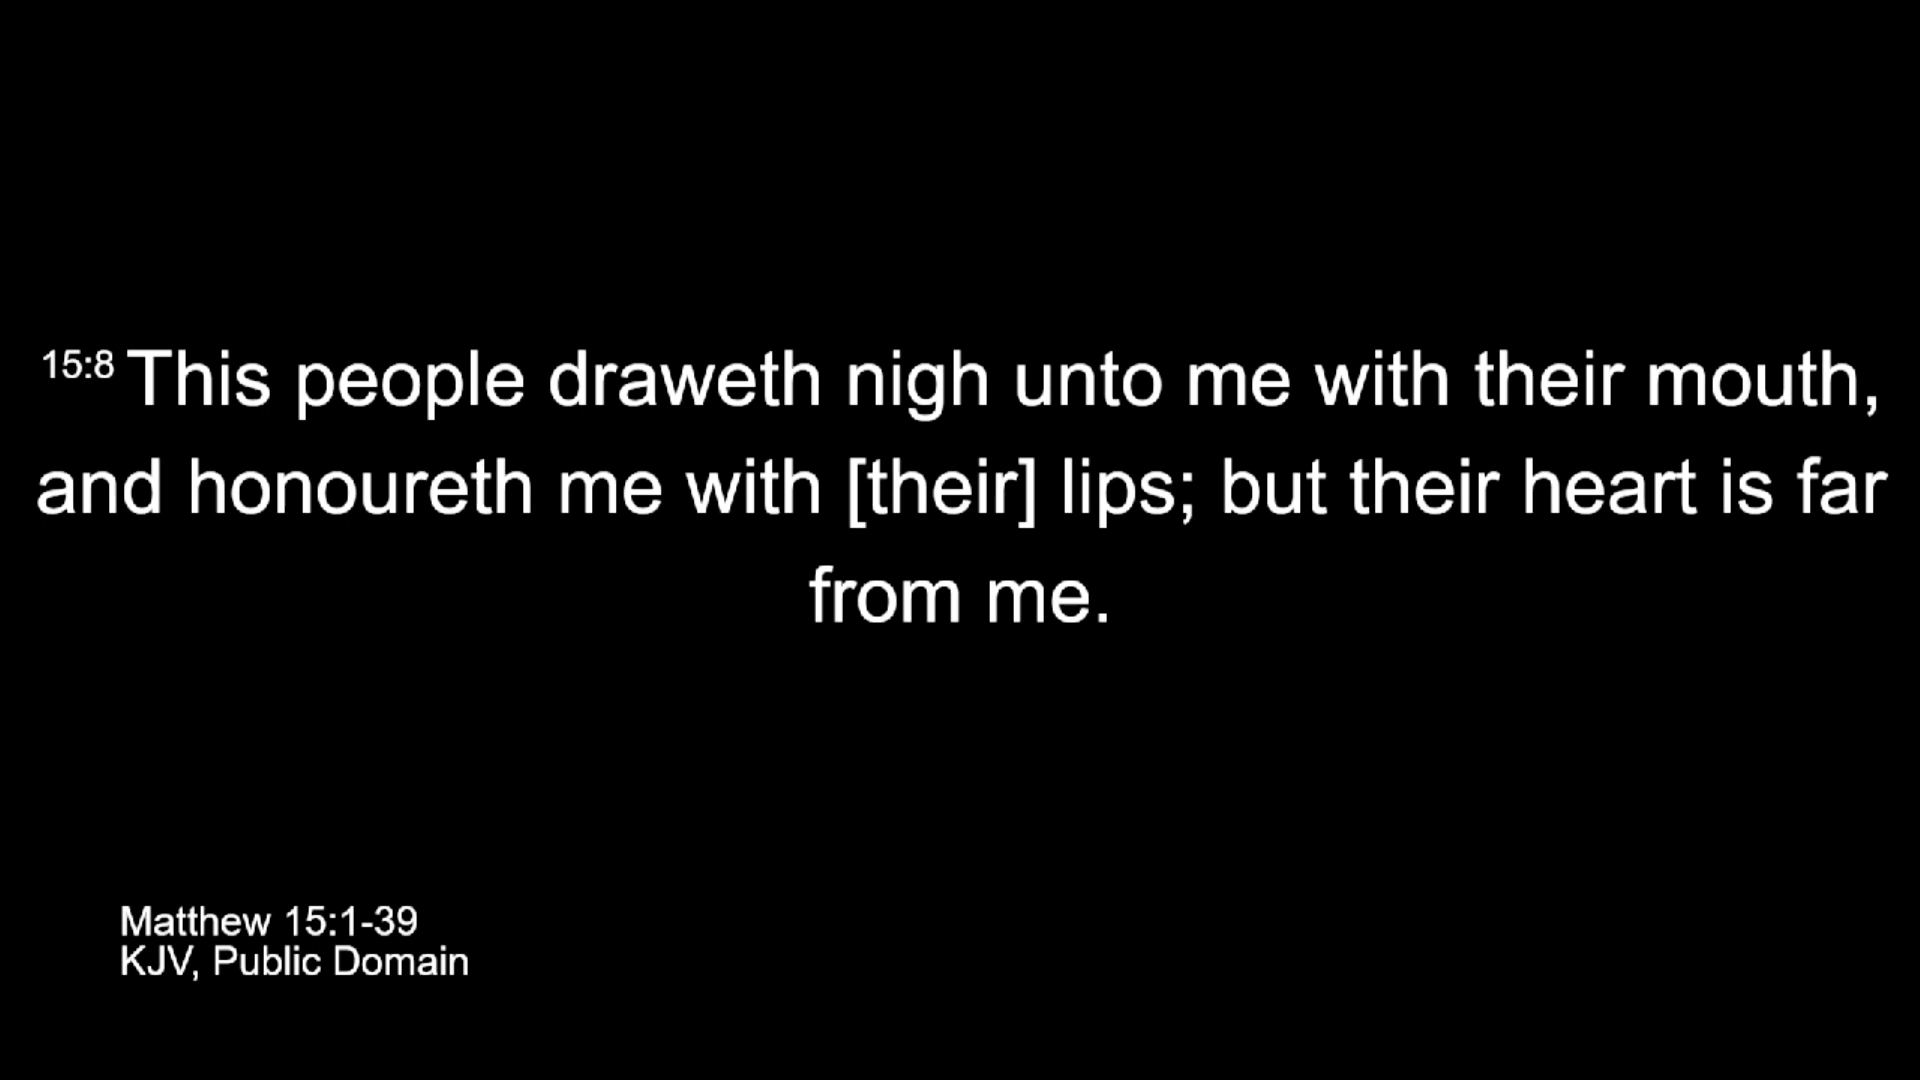 15:8 This people draweth nigh unto me with their mouth,
and honoureth me with [their] lips; but their heart is far
from me.
Matthew 15:1-39
KJV, Public Domain